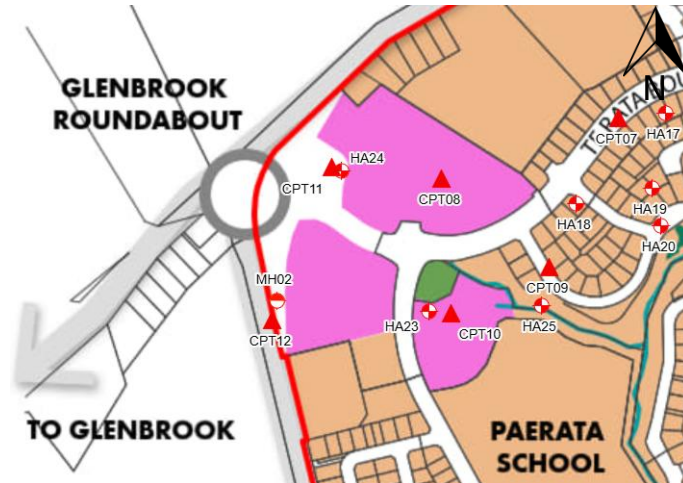 GLENBROOK
ROUNDABOUT
N
CPT07
HA17
HA24
CPT11
CPT08
HA19
HA18
HA20
MH02
CPT09
CPT12
HA23
CPT10
HA25
TO GLENBROOK
PAERATA
SCHOOL